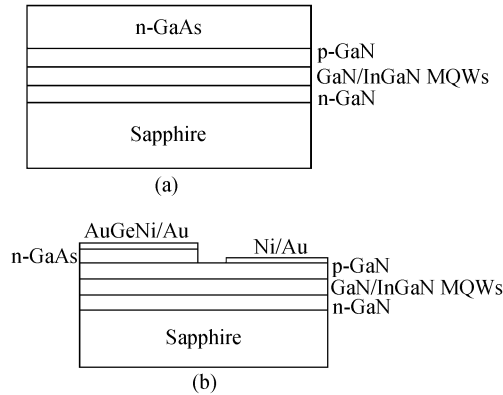 n-GaAs
p-GaN
GaN/InGaN MQWs
n-GaN
Sapphire
(a)
AuGeNi/Au
n-GaAs
Ni/Au
p-GaN
GaN/InGaN MQWs
n-GaN
Sapphire
(b)